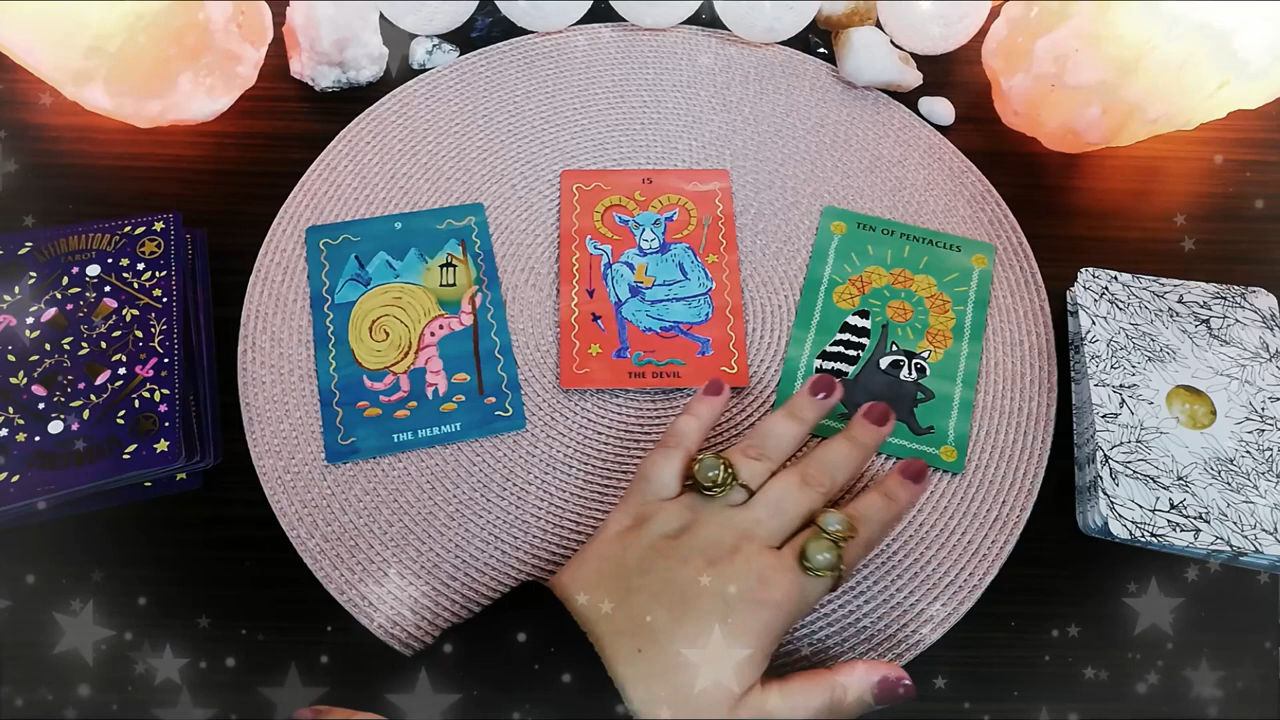 AFFIRMATORS!
TAROT
9
THE HERMIT
15
THE DEVIL
TEN OF PENTACLES